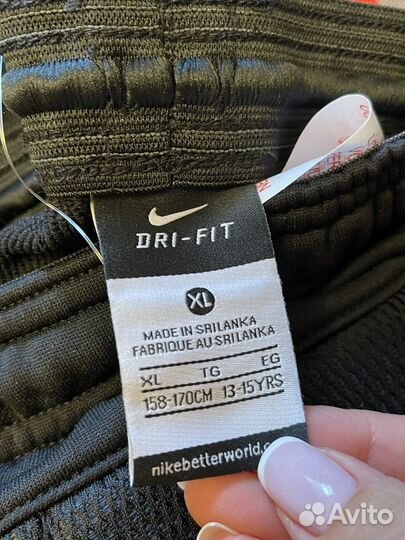 DRI-FIT
XL
MADE IN SRILANKA
FABRIQUE AU SRILANKA
XL TG EG
158-170CM 13-15YRS
nikebetterworld.
Avito